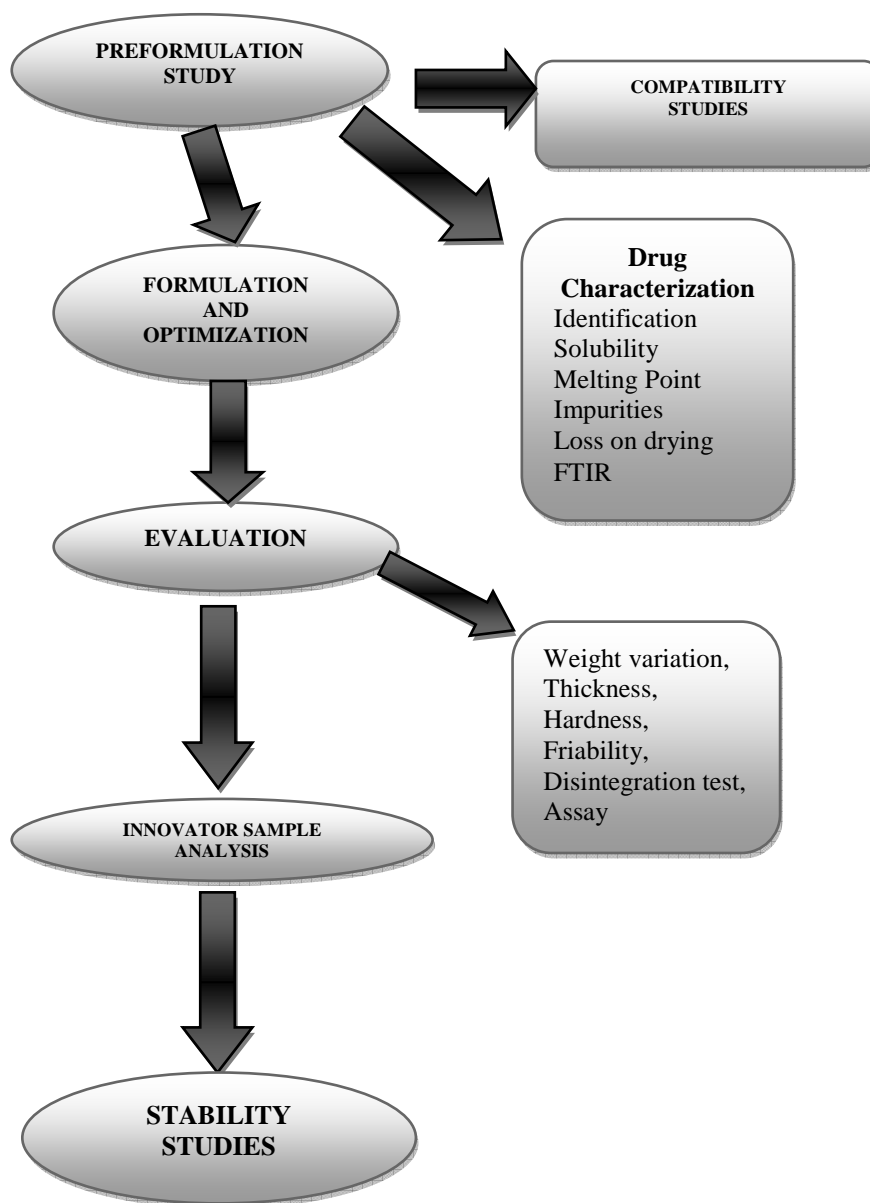 PREFORMULATION
STUDY
COMPATIBILITY
STUDIES
Drug
Characterization
Identification
Solubility
Melting Point
Impurities
Loss on drying
FTIR
FORMULATION
AND
OPTIMIZATION
EVALUATION
Weight variation,
Thickness,
Hardness,
Friability,
Disintegration test,
Assay
INNOVATOR SAMPLE
ANALYSIS
STABILITY
STUDIES